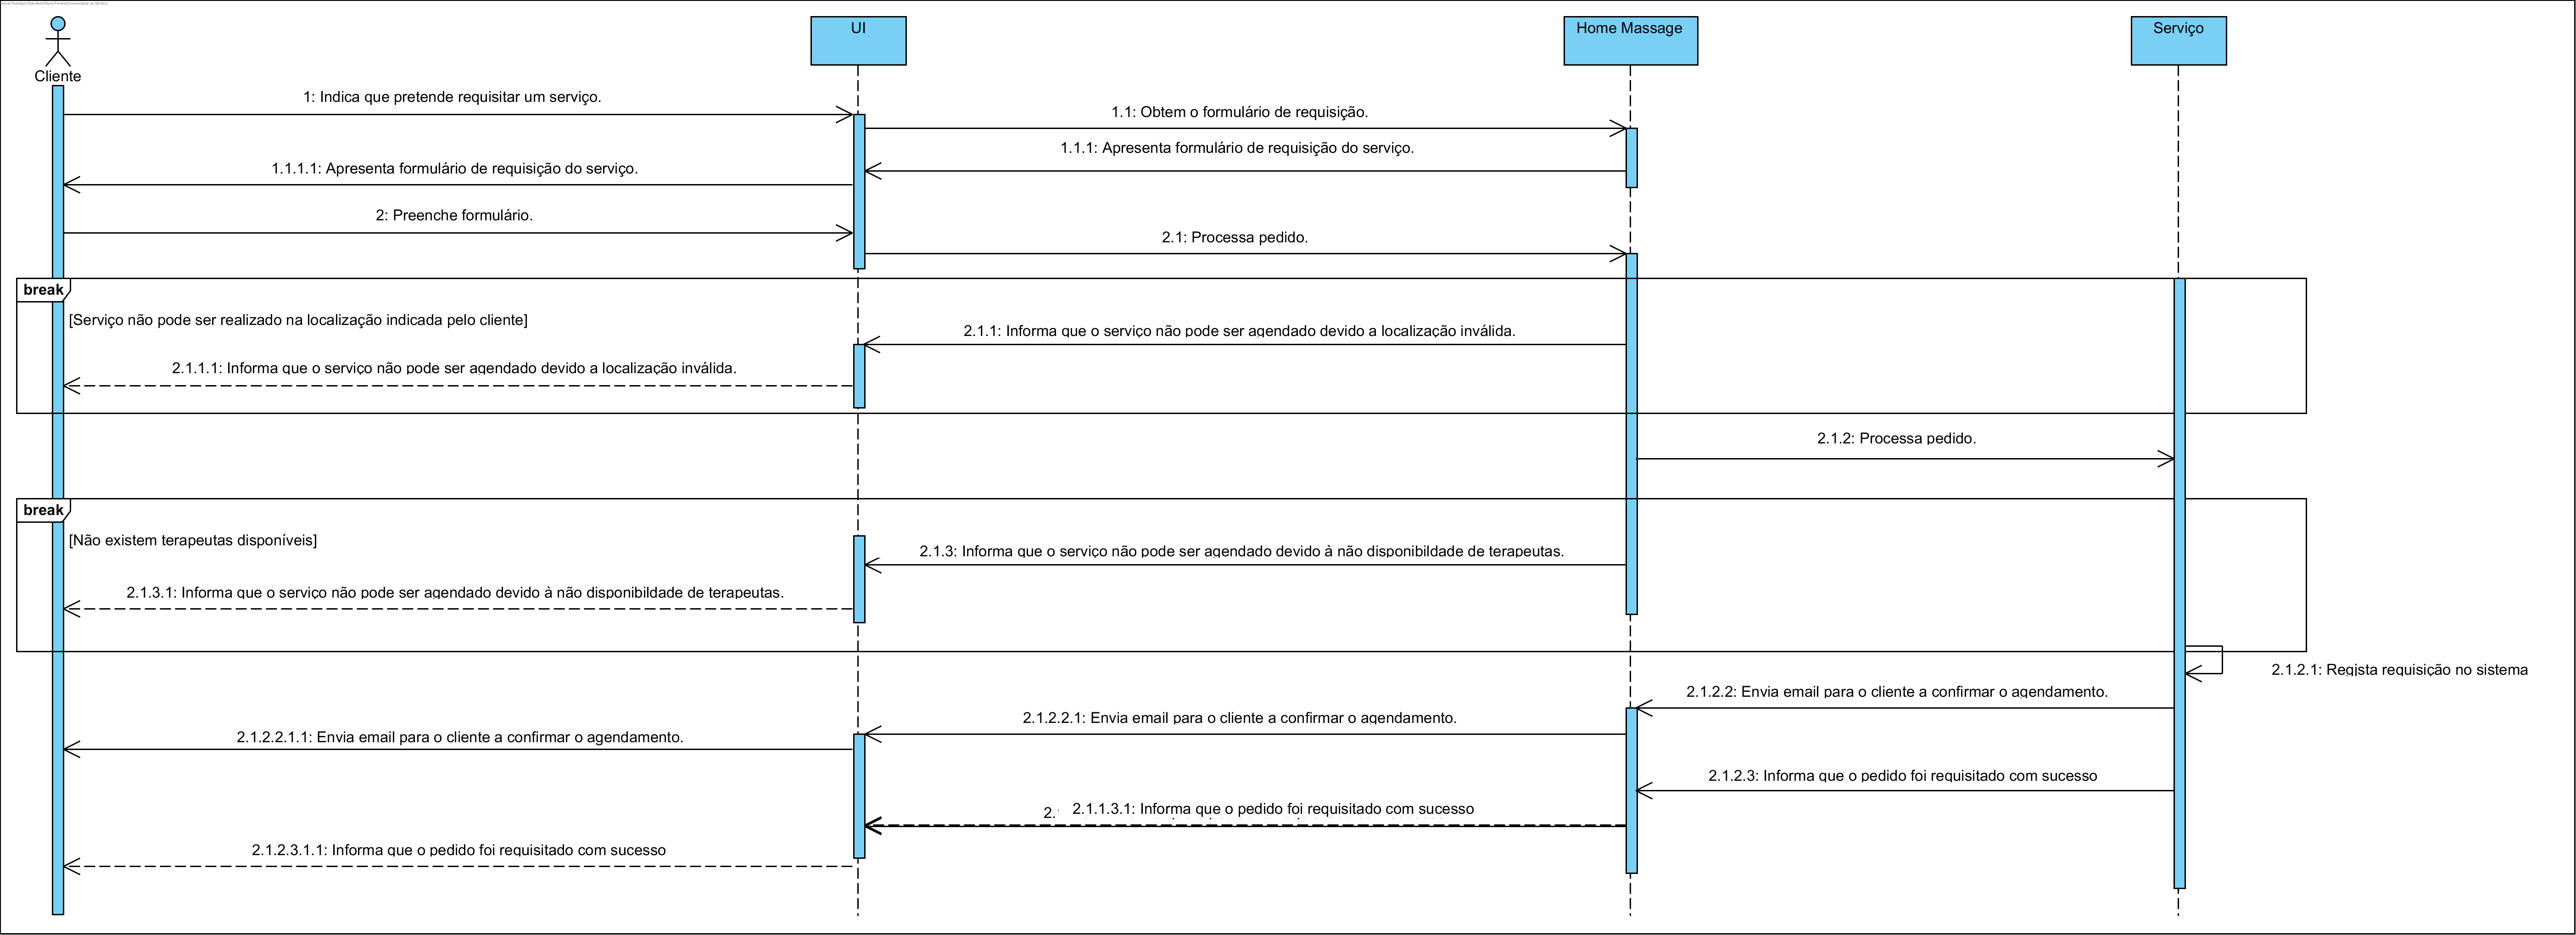 Cliente
UI
Home Massage
Serviço
1: Indica que pretende requisitar um serviço.
1.1: Obtem o formulário de requisição.
1.1.1: Apresenta formulário de requisição do serviço.
1.1.1.1: Apresenta formulário de requisição do serviço.
2: Preenche formulário.
2.1: Processa pedido.
break
[Serviço não pode ser realizado na localização indicada pelo cliente]
2.1.1: Informa que o serviço não pode ser agendado devido a localização inválida.
2.1.1.1: Informa que o serviço não pode ser agendado devido a localização inválida.
2.1.2: Processa pedido.
break
[Não existem terapeutas disponíveis]
2.1.3: Informa que o serviço não pode ser agendado devido à não disponibildade de terapeutas.
2.1.3.1: Informa que o serviço não pode ser agendado devido à não disponibildade de terapeutas.
2.1.2.1: Regista requisição no sistema
2.1.2.2: Envia email para o cliente a confirmar o agendamento.
2.1.2.2.1: Envia email para o cliente a confirmar o agendamento.
2.1.2.2.1.1: Envia email para o cliente a confirmar o agendamento.
2.1.2.3: Informa que o pedido foi requisitado com sucesso
2.
2.1.1.3.1: Informa que o pedido foi requisitado com sucesso
2.1.2.3.1.1: Informa que o pedido foi requisitado com sucesso